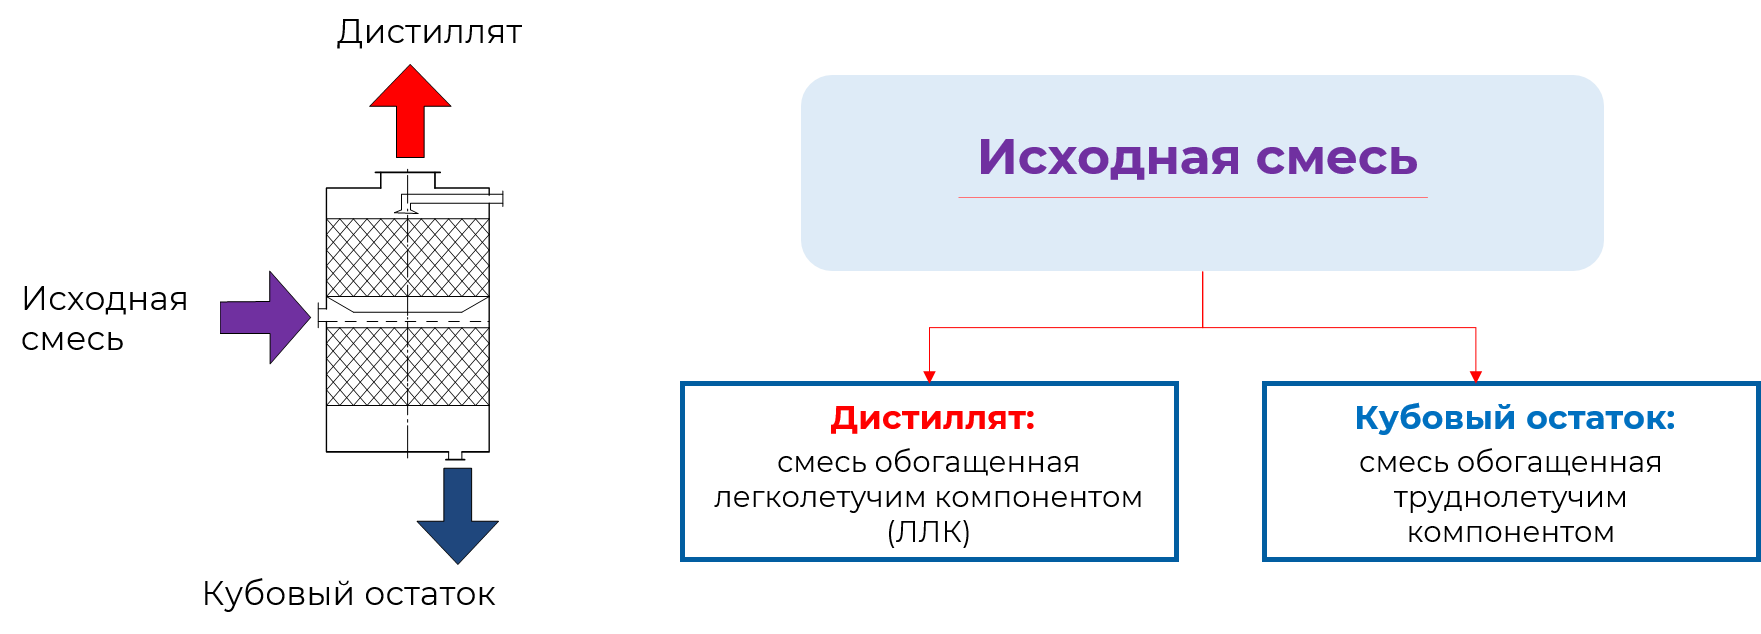 Дистиллят
Исходная
смесь
Кубовый остаток
Исходная смесь
Дистиллят:
смесь обогащенная
легколетучим компонентом
(ЛЛК)
Кубовый остаток:
смесь обогащенная
труднолетучим
компонентом